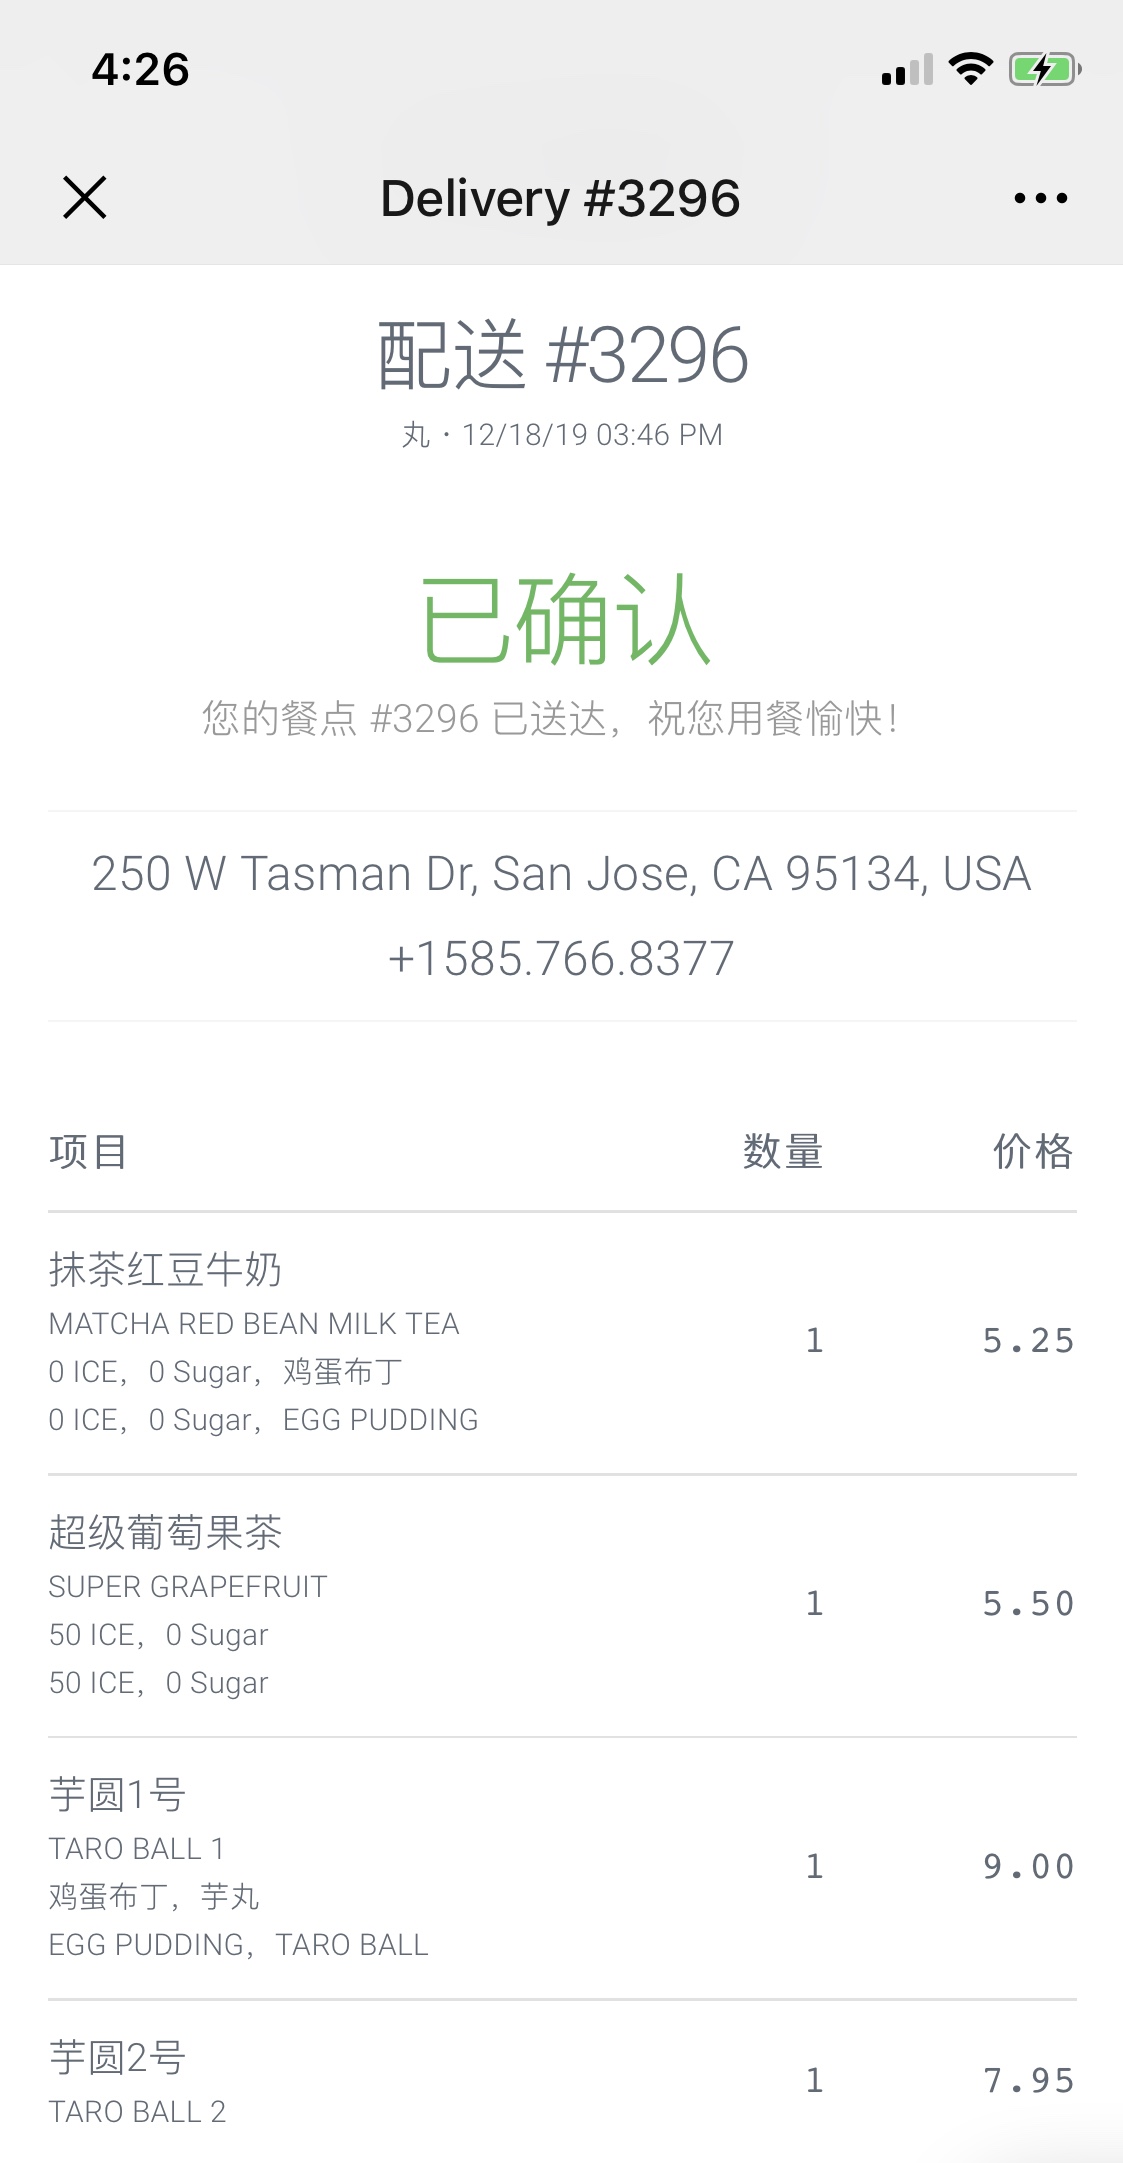 4:26
Delivery #3296
配送 #3296
丸 · 12/18/19 03:46 PM
已确认
您的餐点 #3296 已送达，祝您用餐愉快！
250 W Tasman Dr, San Jose, CA 95134, USA
+1585.766.8377
项目 数量 价格
抹茶红豆牛奶
MATCHA RED BEAN MILK TEA
1 5.25
0 ICE，0 Sugar，鸡蛋布丁
0 ICE，0 Sugar，EGG PUDDING
超级葡萄果茶
SUPER GRAPEFRUIT
1 5.50
50 ICE，0 Sugar
50 ICE，0 Sugar
芋圆1号
TARO BALL 1
1 9.00
鸡蛋布丁，芋丸
EGG PUDDING，TARO BALL
芋圆2号
1 7.95
TARO BALL 2